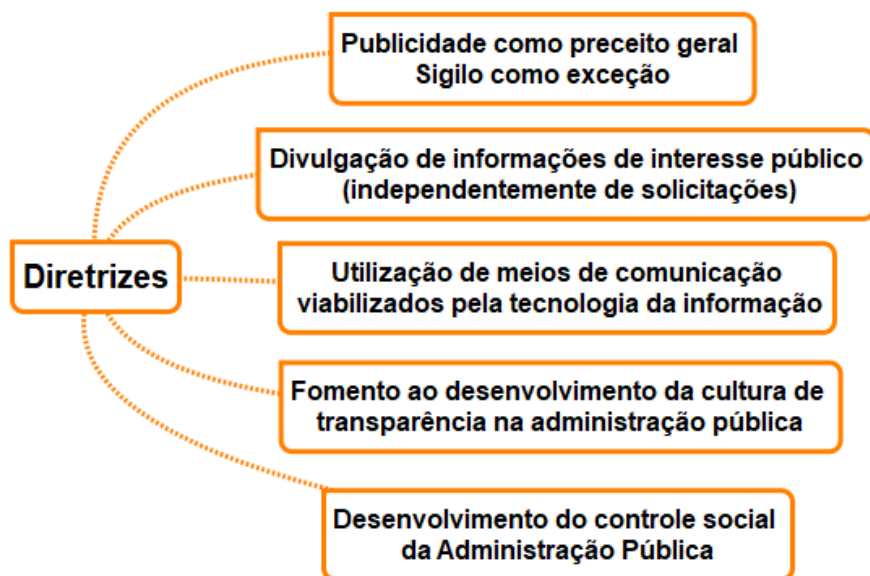 Publicidade como preceito geral
Sigilo como exceção
Divulgação de informações de interesse público
(independentemente de solicitações)
Diretrizes
Utilização de meios de comunicação
viabilizados pela tecnologia da informação
Fomento ao desenvolvimento da cultura de
transparência na administração pública
Desenvolvimento do controle social
da Administração Pública